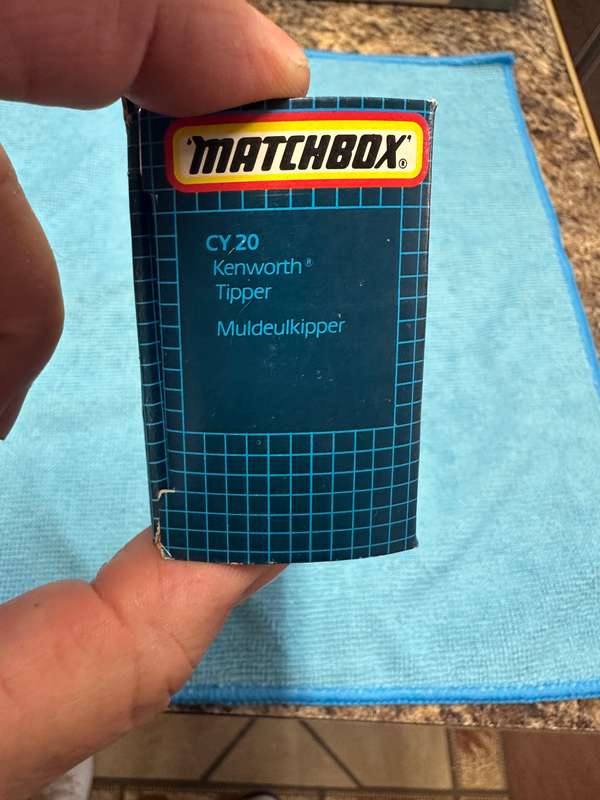 'MATCHBOX'®
CY 20
Kenworth®
Tipper
Muldeulkipper